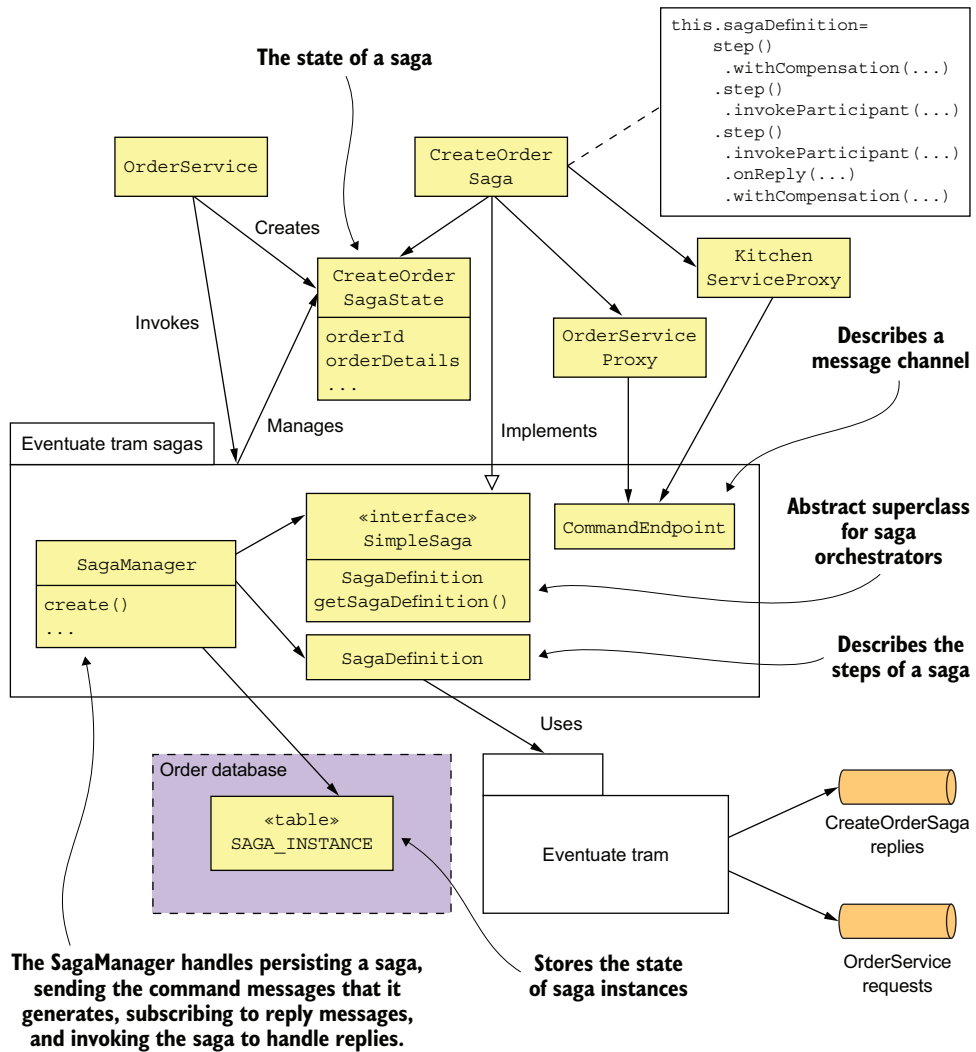 The state of a saga
this.sagaDefinition=
step()
.withCompensation(...)
.step()
.invokeParticipant(...)
.step()
.invokeParticipant(...)
.onReply(...)
.withCompensation(...)
OrderService
CreateOrder
Saga
Creates
CreateOrder
SagaState
orderId
orderDetails
...
Kitchen
ServiceProxy
Invokes
OrderService
Proxy
Describes a
message channel
Manages
Implements
Eventuate tram sagas
«interface»
SimpleSaga
SagaDefinition
getSagaDefinition()
CommandEndpoint
Abstract superclass
for saga
orchestrators
SagaManager
create()
...
SagaDefinition
Describes the
steps of a saga
Uses
Order database
«table»
SAGA_INSTANCE
Eventuate tram
CreateOrderSaga
replies
OrderService
requests
The SagaManager handles persisting a saga,
sending the command messages that it
generates, subscribing to reply messages,
and invoking the saga to handle replies.
Stores the state
of saga instances